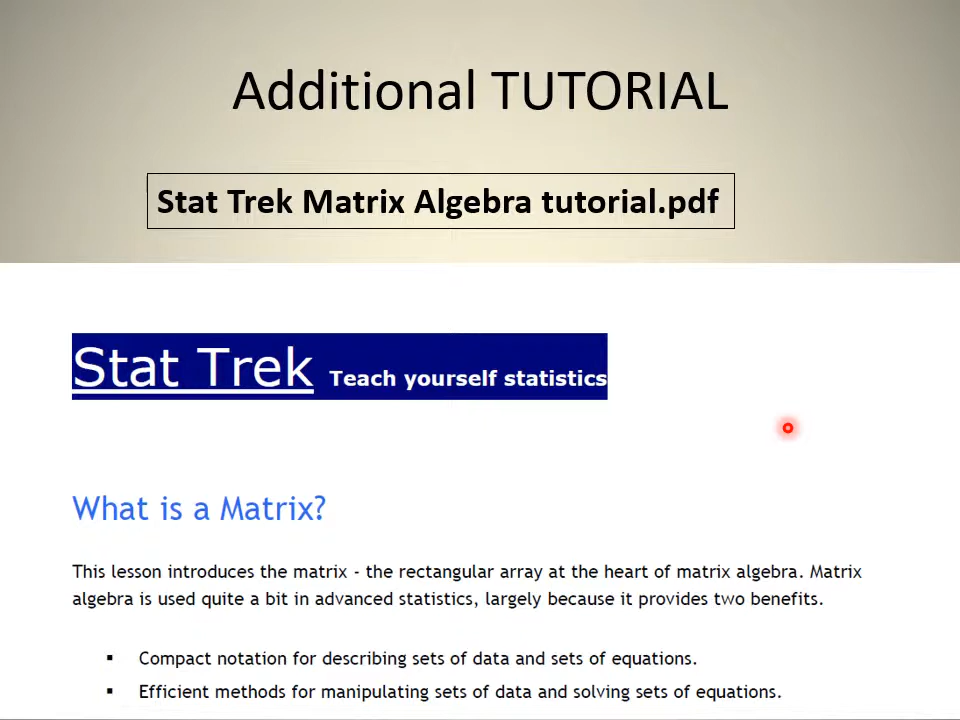 Additional TUTORIAL
Stat Trek Matrix Algebra tutorial.pdf
Stat Trek Teach yourself statistics
What is a Matrix?
This lesson introduces the matrix - the rectangular array at the heart of matrix algebra. Matrix
algebra is used quite a bit in advanced statistics, largely because it provides two benefits.
▪ Compact notation for describing sets of data and sets of equations.
▪ Efficient methods for manipulating sets of data and solving sets of equations.